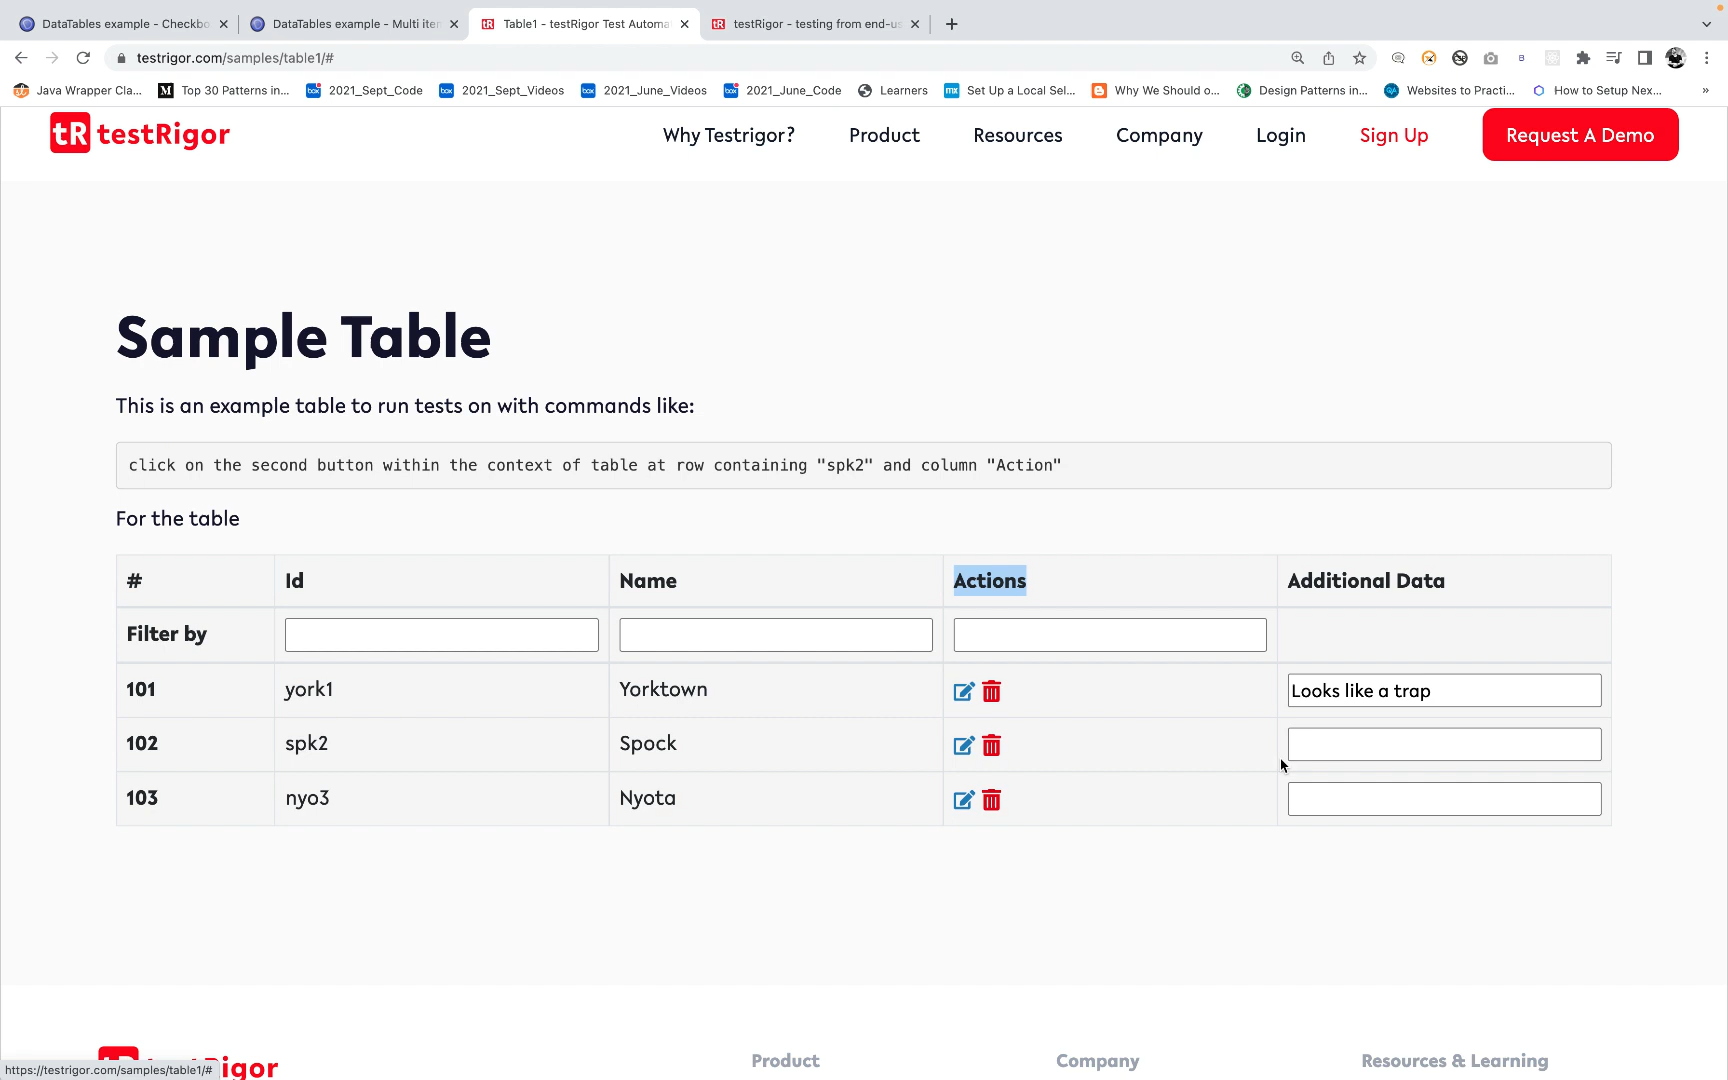 DataTables example - Checkbo
DataTables example - Multi iter
Table1 - testRigor Test Automa
testRigor - testing from end-us
testrigor.com/samples/table1/#
Java Wrapper Cla...
Top 30 Patterns in...
2021_Sept_Code
2021_Sept_Videos
2021_June_Videos
2021_June_Code
Learners
Set Up a Local Sel...
Why We Should o...
Design Patterns in...
Websites to Practi...
How to Setup Nex...
»
tR testRigor
Why Testrigor?
Product
Resources
Company
Login
Sign Up
Request A Demo
Sample Table
This is an example table to run tests on with commands like:
click on the second button within the context of table at row containing "spk2" and column "Action"
For the table
# Id Name Actions Additional Data
Filter by
101 york1 Yorktown Looks like a trap
102 spk2 Spock
103 nyo3 Nyota
Product
Company
Resources & Learning
https://testrigor.com/samples/table1/#